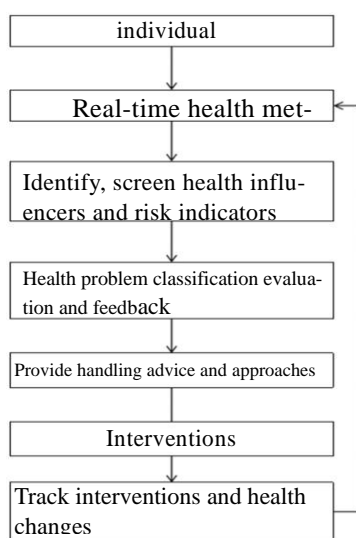 individual
Real-time health met-
Identify, screen health influ-
encers and risk indicators
Health problem classification evalua-
tion and feedback
Provide handling advice and approaches
Interventions
Track interventions and health
changes